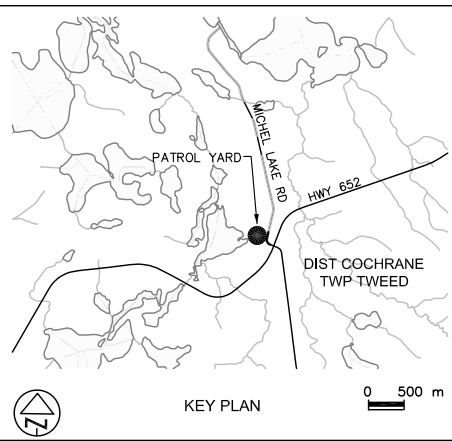 MICHEL LAKE RD
PATROL YARD
HWY 652
DIST COCHRANE
TWP TWEED
KEY PLAN
0 500 m
N